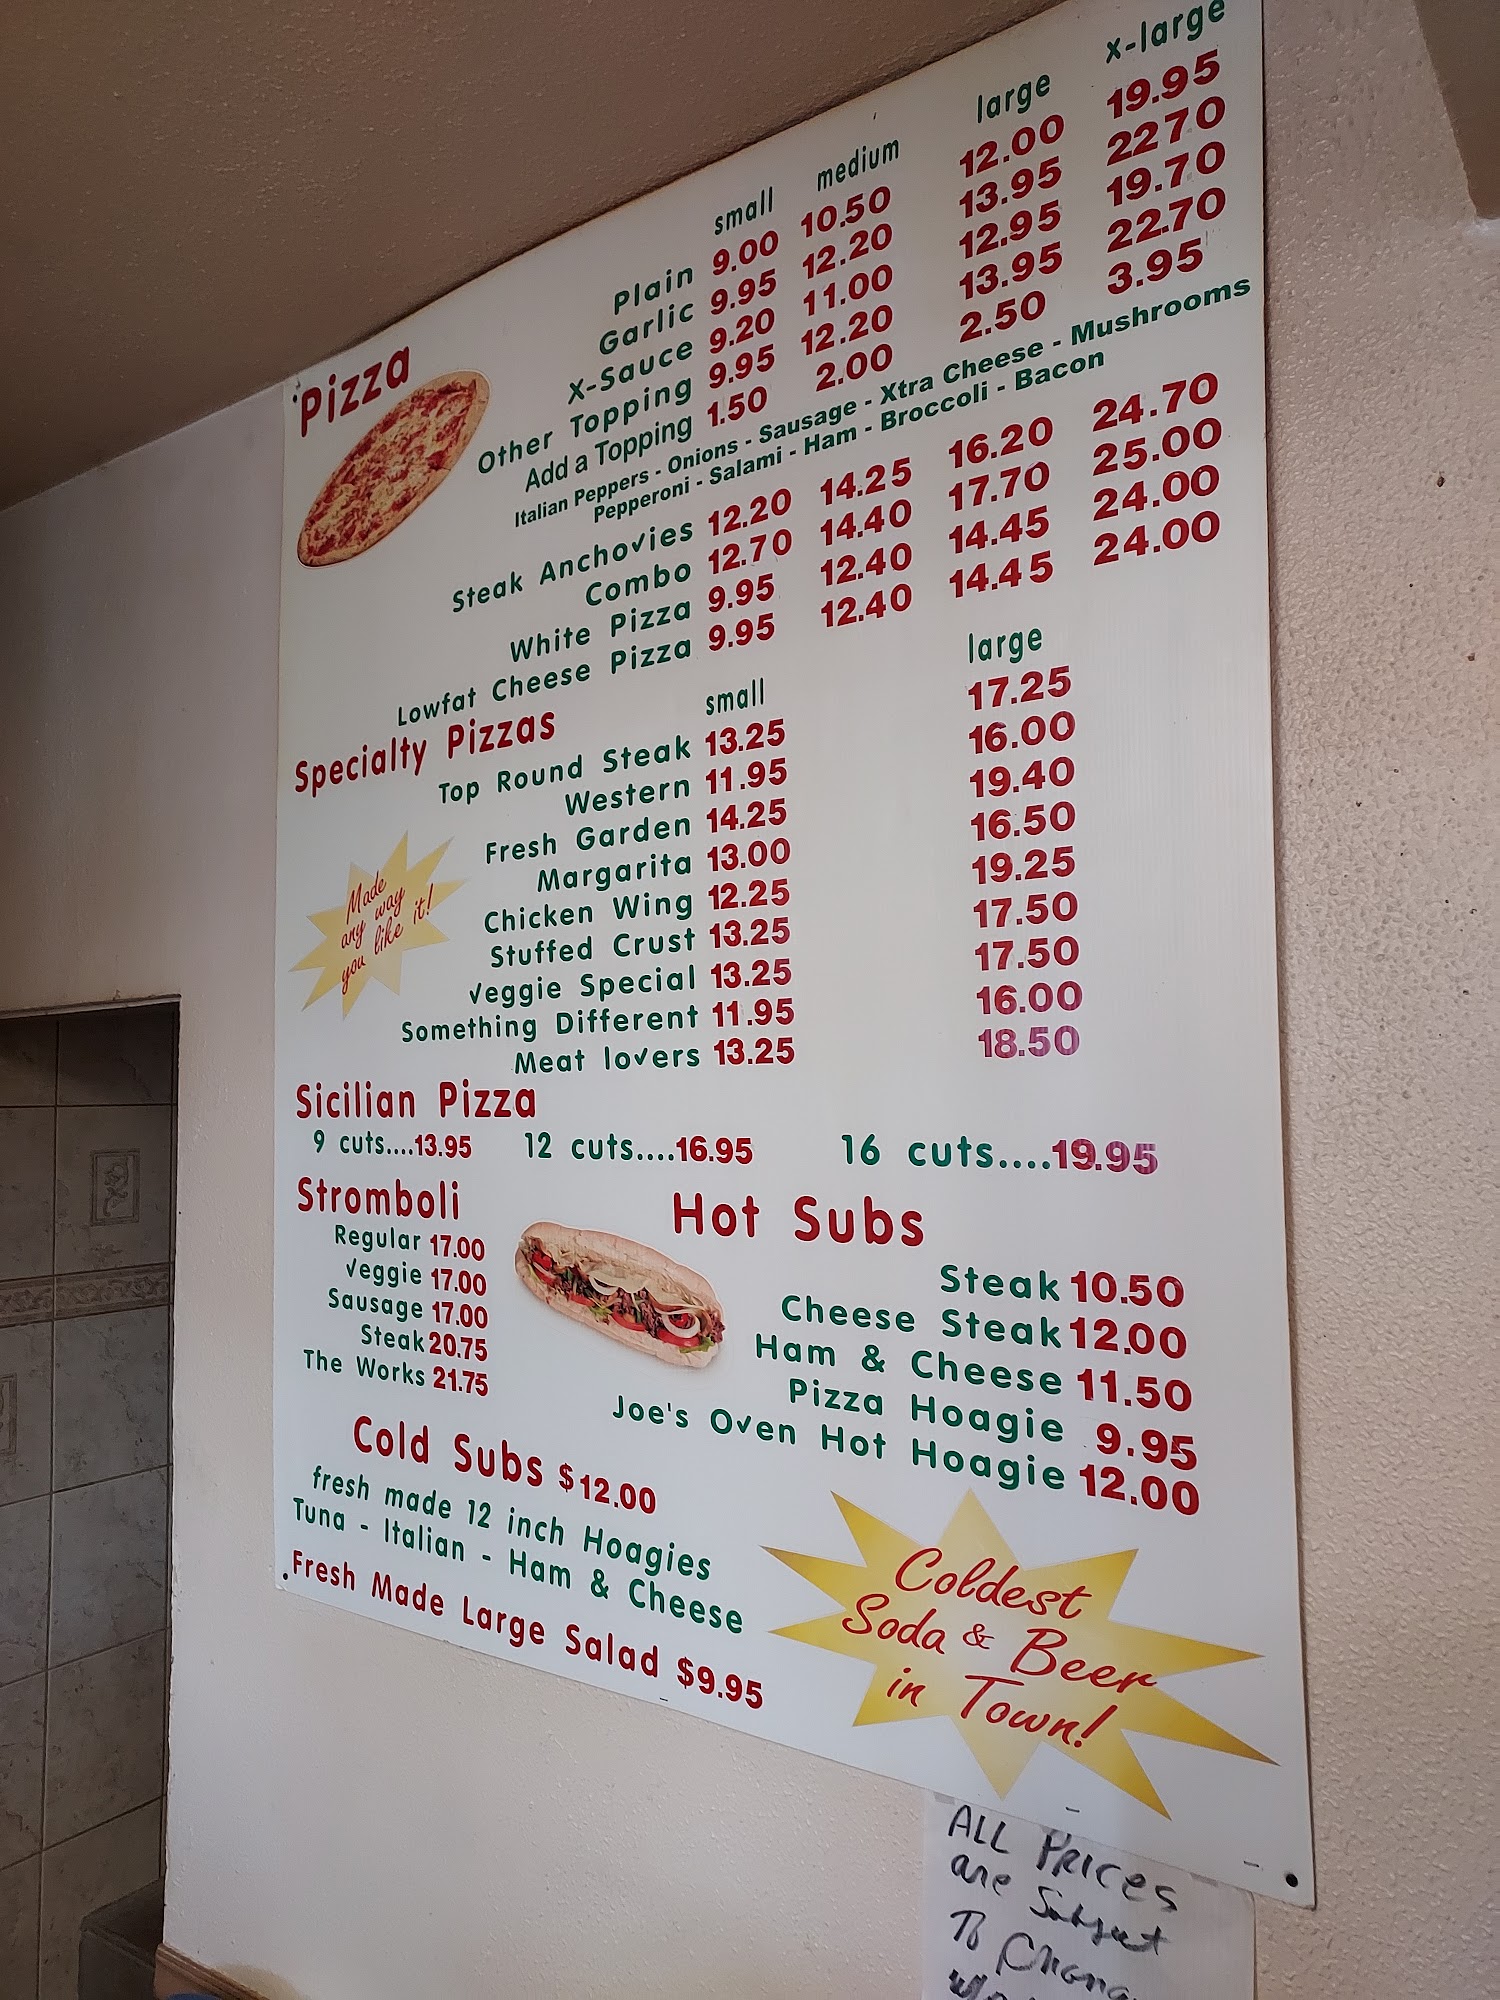 small medium large x-large
Pizza
Plain 9.00 10.50 12.00 19.95
Garlic 9.95 12.20 13.95 2270
X-Sauce 9.20 11.00 12.95 19.70
Other Topping 9.95 12.20 13.95 22.70
Add a Topping 1.50 2.00 2.50 3.95
Italian Peppers - Onions - Sausage - Xtra Cheese - Mushrooms
Pepperoni - Salami - Ham - Broccoli - Bacon
Steak Anchovies 12.20 14.25 16.20 24.70
Combo 12.70 14.40 17.70 25.00
White Pizza 9.95 12.40 14.45 24.00
Lowfat Cheese Pizza 9.95 12.40 14.45 24.00
Specialty Pizzas small large
Top Round Steak 13.25 17.25
Western 11.95 16.00
Fresh Garden 14.25 19.40
Margarita 13.00 16.50
Chicken Wing 12.25 19.25
Stuffed Crust 13.25 17.50
Veggie Special 13.25 17.50
Something Different 11.95 16.00
Meat lovers 13.25 18.50
Made
any way
you like it!
Sicilian Pizza
9 cuts....13.95 12 cuts....16.95 16 cuts....19.95
Stromboli
Regular 17.00
Veggie 17.00
Sausage 17.00
Steak 20.75
The Works 21.75
Hot Subs
Steak 10.50
Cheese Steak 12.00
Ham & Cheese 11.50
Pizza Hoagie 9.95
Joe's Oven Hot Hoagie 12.00
Cold Subs $12.00
fresh made 12 inch Hoagies
Tuna - Italian - Ham & Cheese
Fresh Made Large Salad $9.95
Coldest
Soda & Beer
in Town!
ALL PRICES
are Subject
To